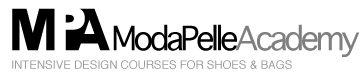 MPA ModaPelleAcademy
INTENSIVE DESIGN COURSES FOR SHOES & BAGS